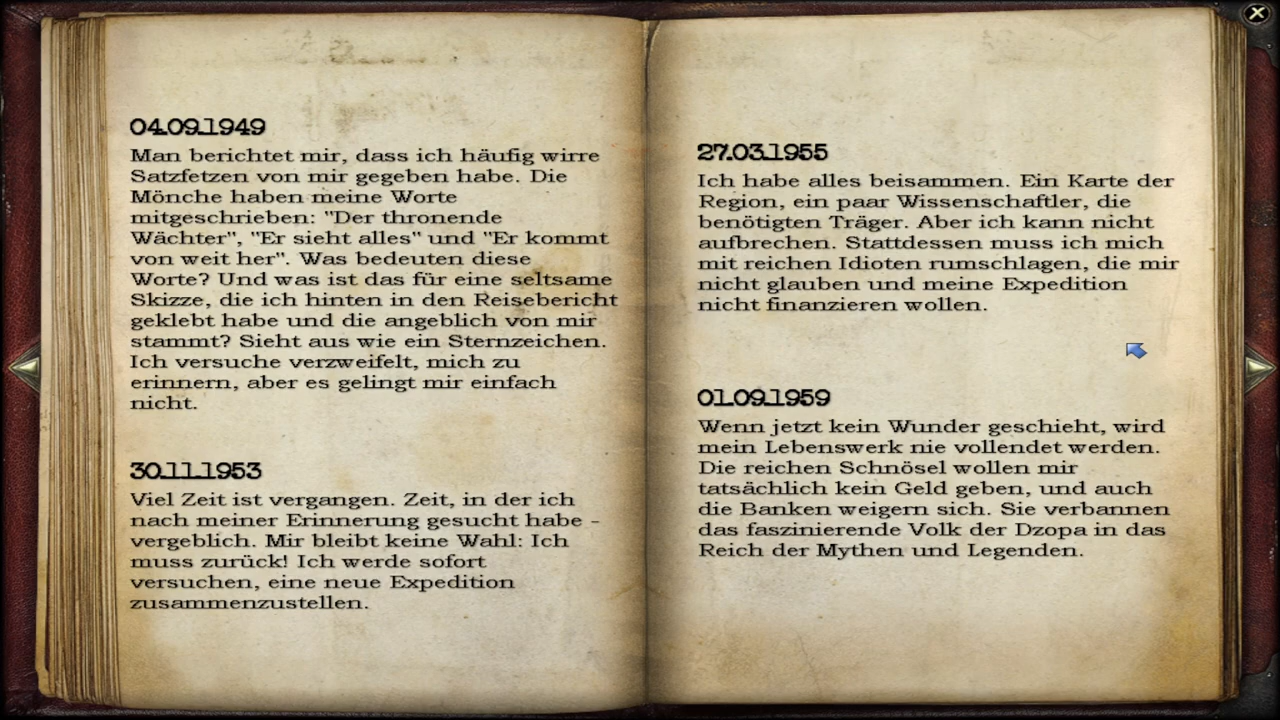 04.09.1949
Man berichtet mir, dass ich häufig wirre
Satzfetzen von mir gegeben habe. Die
Mönche haben meine Worte
mitgeschrieben: "Der thronende
Wächter", "Er sieht alles" und "Er kommt
von weit her". Was bedeuten diese
Worte? Und was ist das für eine seltsame
Skizze, die ich hinten in den Reisebericht
geklebt habe und die angeblich von mir
stammt? Sieht aus wie ein Sternzeichen.
Ich versuche verzweifelt, mich zu
erinnern, aber es gelingt mir einfach
nicht.
30.11.1953
Viel Zeit ist vergangen. Zeit, in der ich
nach meiner Erinnerung gesucht habe -
vergeblich. Mir bleibt keine Wahl: Ich
muss zurück! Ich werde sofort
versuchen, eine neue Expedition
zusammenzustellen.
27.03.1955
Ich habe alles beisammen. Ein Karte der
Region, ein paar Wissenschaftler, die
benötigten Träger. Aber ich kann nicht
aufbrechen. Stattdessen muss ich mich
mit reichen Idioten rumschlagen, die mir
nicht glauben und meine Expedition
nicht finanzieren wollen.
01.09.1959
Wenn jetzt kein Wunder geschieht, wird
mein Lebenswerk nie vollendet werden.
Die reichen Schnösel wollen mir
tatsächlich kein Geld geben, und auch
die Banken weigern sich. Sie verbannen
das faszinierende Volk der Dzopa in das
Reich der Mythen und Legenden.